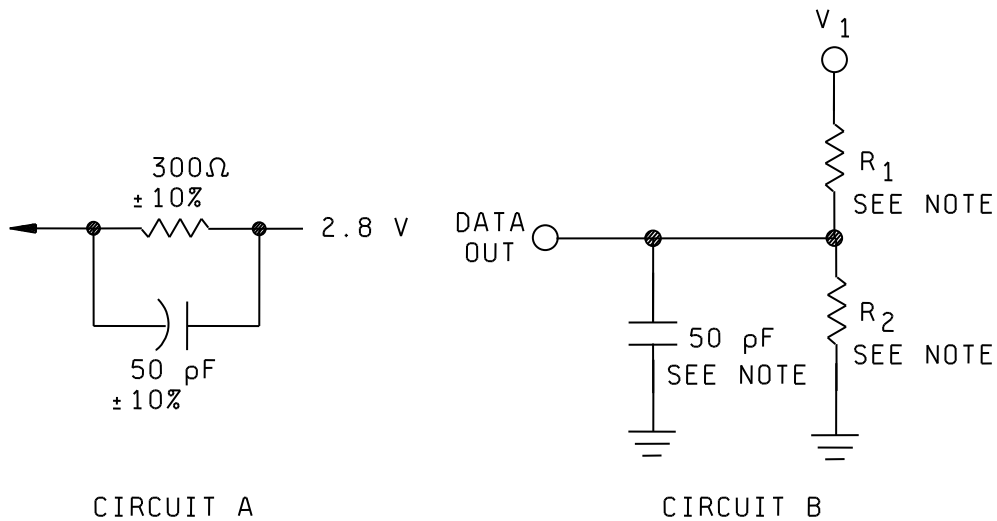 300Ω
± 10%
2.8 V
50 pF
± 10%
CIRCUIT A
V1
R1
SEE NOTE
DATA
OUT
R2
SEE NOTE
50 pF
SEE NOTE
CIRCUIT B